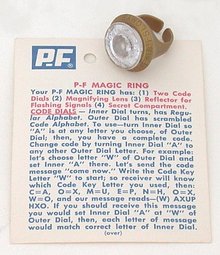 P-F
®
P-F MAGIC RING
Your P-F MAGIC RING has: (1) Two Code
Dials (2) Magnifying Lens (3) Reflector for
Flashing Signals (4) Secret Compartment.
CODE DIALS — Inner Dial turns, has Regu-
lar Alphabet. Outer Dial has scrambled
Code Alphabet. To use—turn Inner Dial so
"A" is at any letter you choose, of Outer
Dial; then, you have a complete code.
Change code by turning Inner Dial "A" to
any other Outer Dial Letter. For example:
let's choose letter "W" of Outer Dial and
set Inner "A" there. Let's send the code
message "come now." Write the Code Key
Letter "W" to start; so receiver will know
which Code Key Letter you used, then:
C=A, O=X, M=U, E=P, N=H, O=X,
W=O, and our message reads—(W) AXUP
HXO. If you should receive this message
you would set Inner Dial "A" at "W" of
Outer Dial, then, each letter of message
would match correct letter of Inner Dial.
(over)